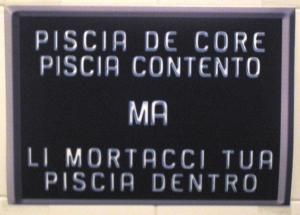 PISCIA DE CORE
PISCIA CONTENTO
MA
LI MORTACCI TUA
PISCIA DENTRO